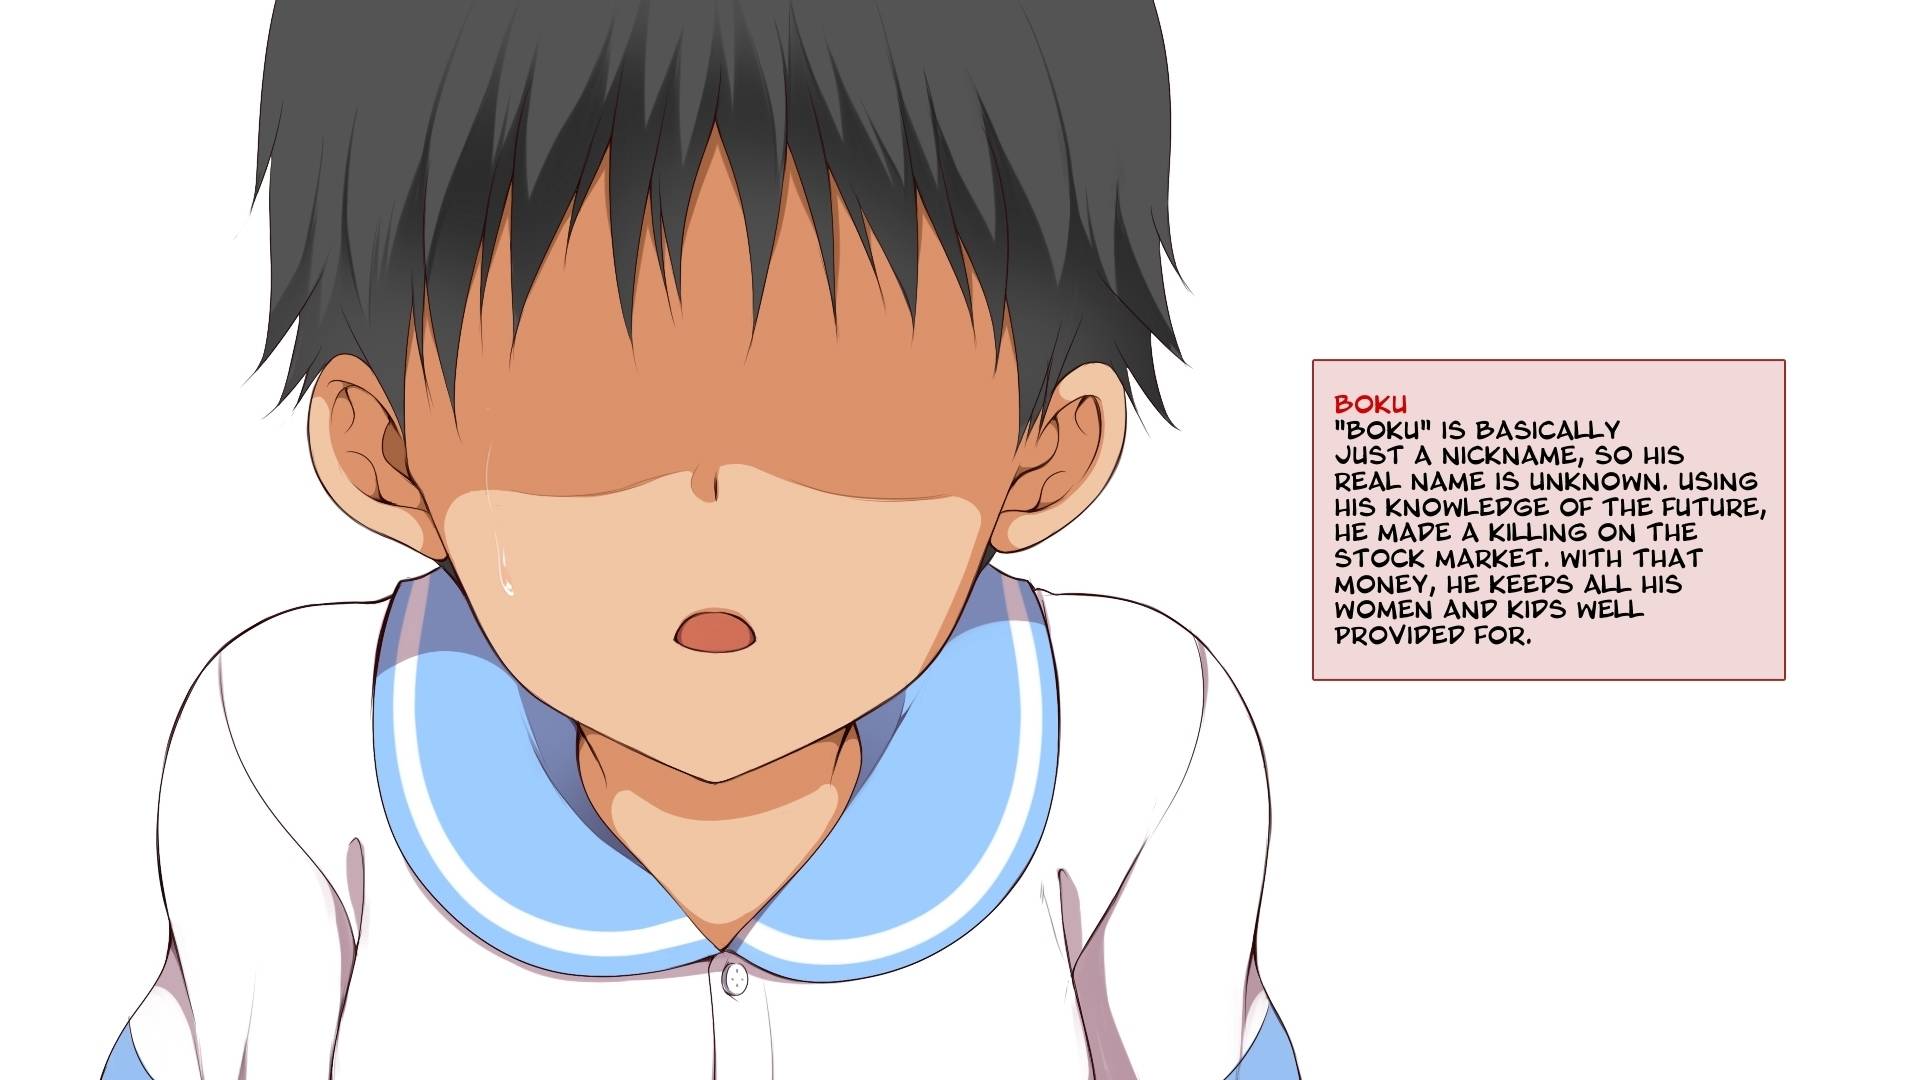 BOKU
"BOKU" IS BASICALLY
JUST A NICKNAME, SO HIS
REAL NAME IS UNKNOWN. USING
HIS KNOWLEDGE OF THE FUTURE,
HE MADE A KILLING ON THE
STOCK MARKET. WITH THAT
MONEY, HE KEEPS ALL HIS
WOMEN AND KIDS WELL
PROVIDED FOR.